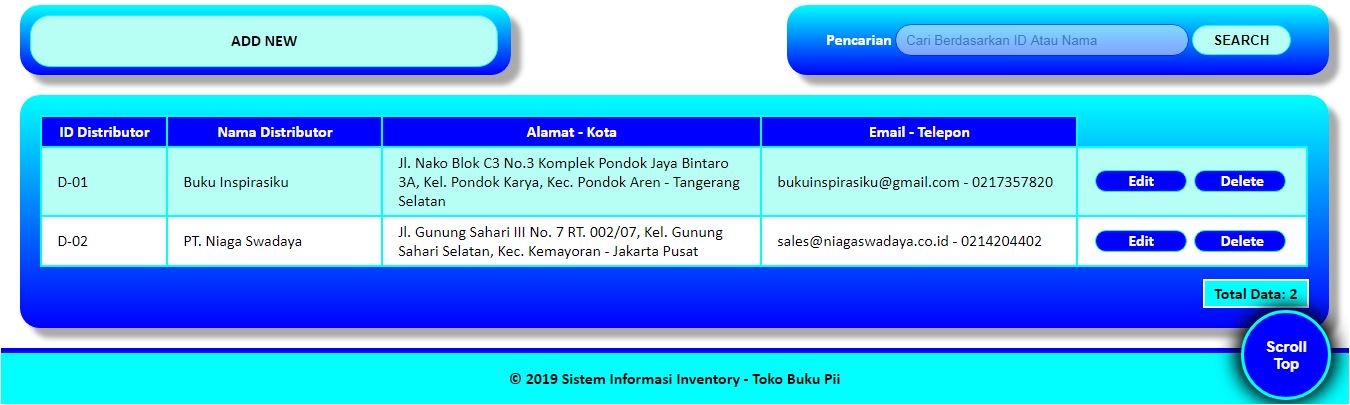 ADD NEW
Pencarian Cari Berdasarkan ID Atau Nama SEARCH
ID Distributor Nama Distributor Alamat - Kota Email - Telepon
Jl. Nako Blok C3 No.3 Komplek Pondok Jaya Bintaro
D-01 Buku Inspirasiku 3A, Kel. Pondok Karya, Kec. Pondok Aren - Tangerang bukuinspirasiku@gmail.com - 0217357820 Edit Delete
Selatan
D-02 PT. Niaga Swadaya Jl. Gunung Sahari III No. 7 RT. 002/07, Kel. Gunung sales@niagaswadaya.co.id - 0214204402 Edit Delete
Sahari Selatan, Kec. Kemayoran - Jakarta Pusat
Total Data: 2
Scroll
Top
© 2019 Sistem Informasi Inventory - Toko Buku Pii